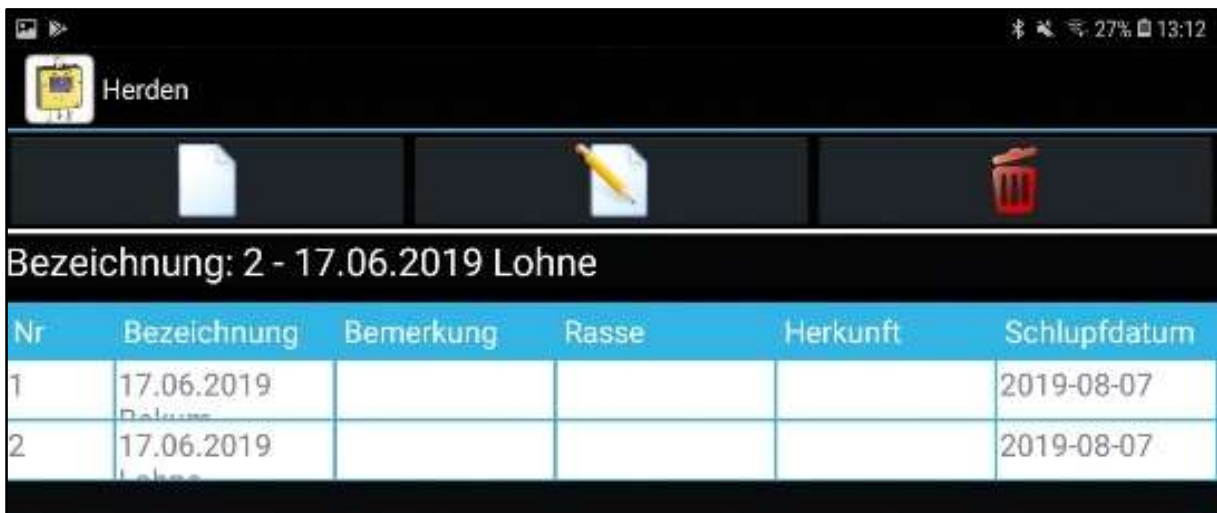 27% 13:12
Herden
Bezeichnung: 2 - 17.06.2019 Lohne
Nr Bezeichnung Bemerkung Rasse Herkunft Schlupfdatum
1 17.06.2019 2019-08-07
2 17.06.2019 2019-08-07